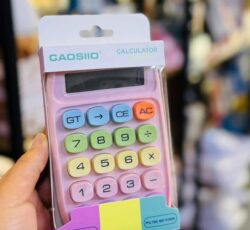 CAOSIIO
CALCULATOR
GT → CE AC
7 8 9 ÷
4 5 6 ×
1 2 3 −